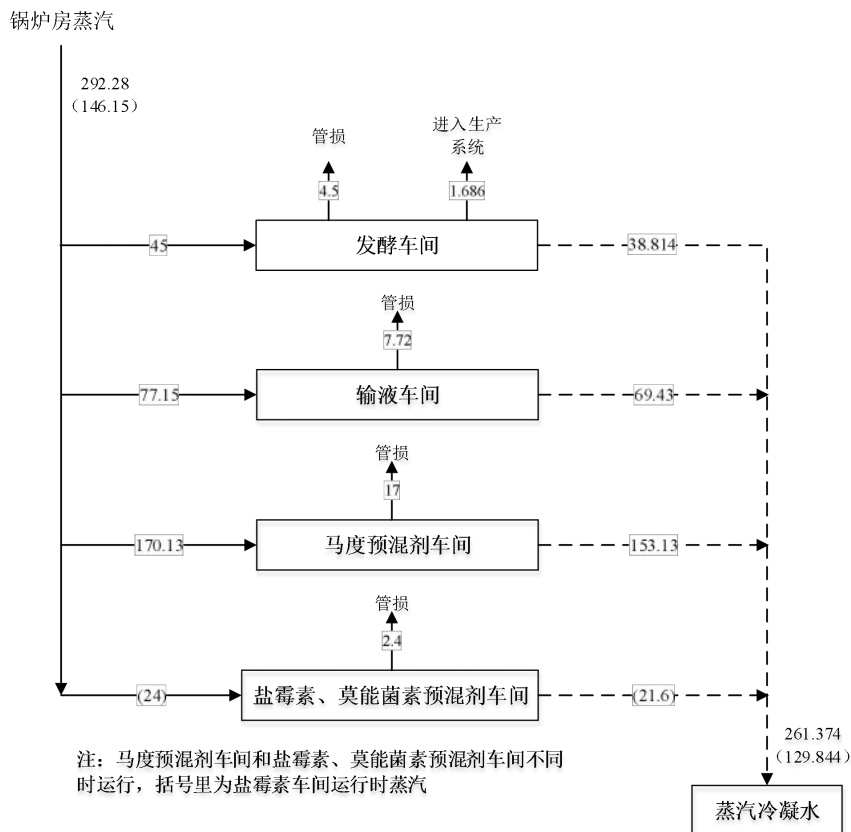 锅炉房蒸汽
292.28
（146.15）
管损
进入生产
系统
4.5
1.686
45
发酵车间
38.814
管损
7.72
77.15
输液车间
69.43
管损
17
170.13
马度预混剂车间
153.13
管损
2.4
(24)
盐霉素、莫能菌素预混剂车间
(21.6)
261.374
（129.844）
注：马度预混剂车间和盐霉素、莫能菌素预混剂车间不同
时运行，括号里为盐霉素车间运行时蒸汽
蒸汽冷凝水